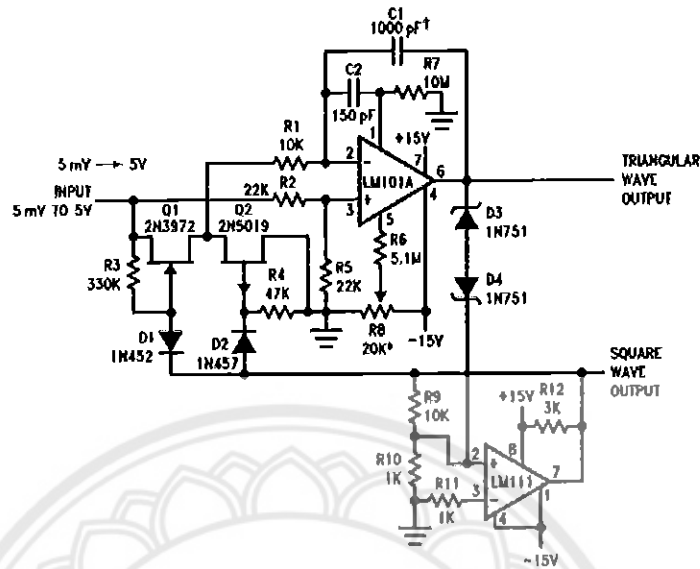 C1
1000 pF†
C2
150 pF
R7
10M
R1
10K
1
+15V
2
-
7
6
LM101A
TRIANGULAR
WAVE
OUTPUT
5 mV → 5V
INPUT
5 mV TO 5V
R2
22K
3
+
4
5
Q1
2N3972
Q2
2N5019
R3
330K
R4
47K
R5
22K
R6
5.1M
R8
20K*
-15V
D3
1N751
D4
1N751
D1
1N452
D2
1N457
SQUARE
WAVE
OUTPUT
R9
10K
+15V
R12
3K
R10
1K
R11
1K
2
+
8
LM111
7
3
-
1
4
-15V